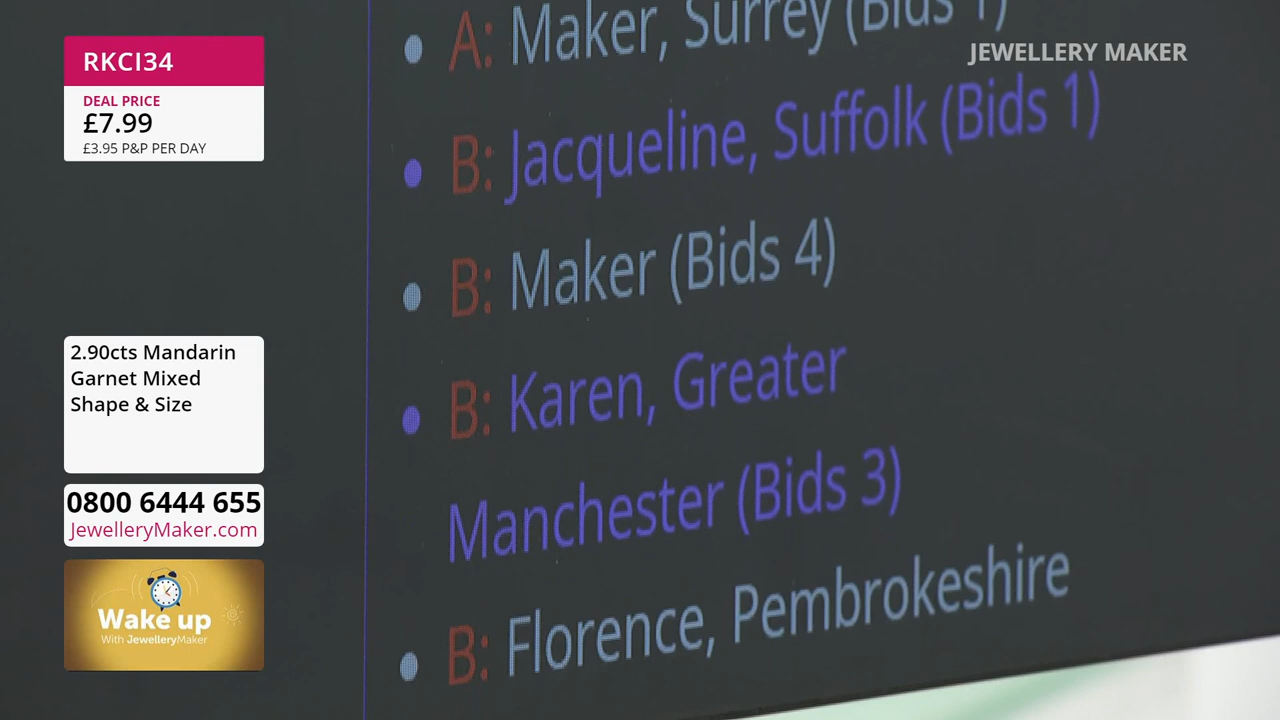 RKCI34
DEAL PRICE
£7.99
£3.95 P&P PER DAY
2.90cts Mandarin
Garnet Mixed
Shape & Size
0800 6444 655
JewelleryMaker.com
Wake up
With JewelleryMaker
JEWELLERY MAKER
• A: Maker, Surrey (Bids 1)
• B: Jacqueline, Suffolk (Bids 1)
• B: Maker (Bids 4)
• B: Karen, Greater
Manchester (Bids 3)
• B: Florence, Pembrokeshire